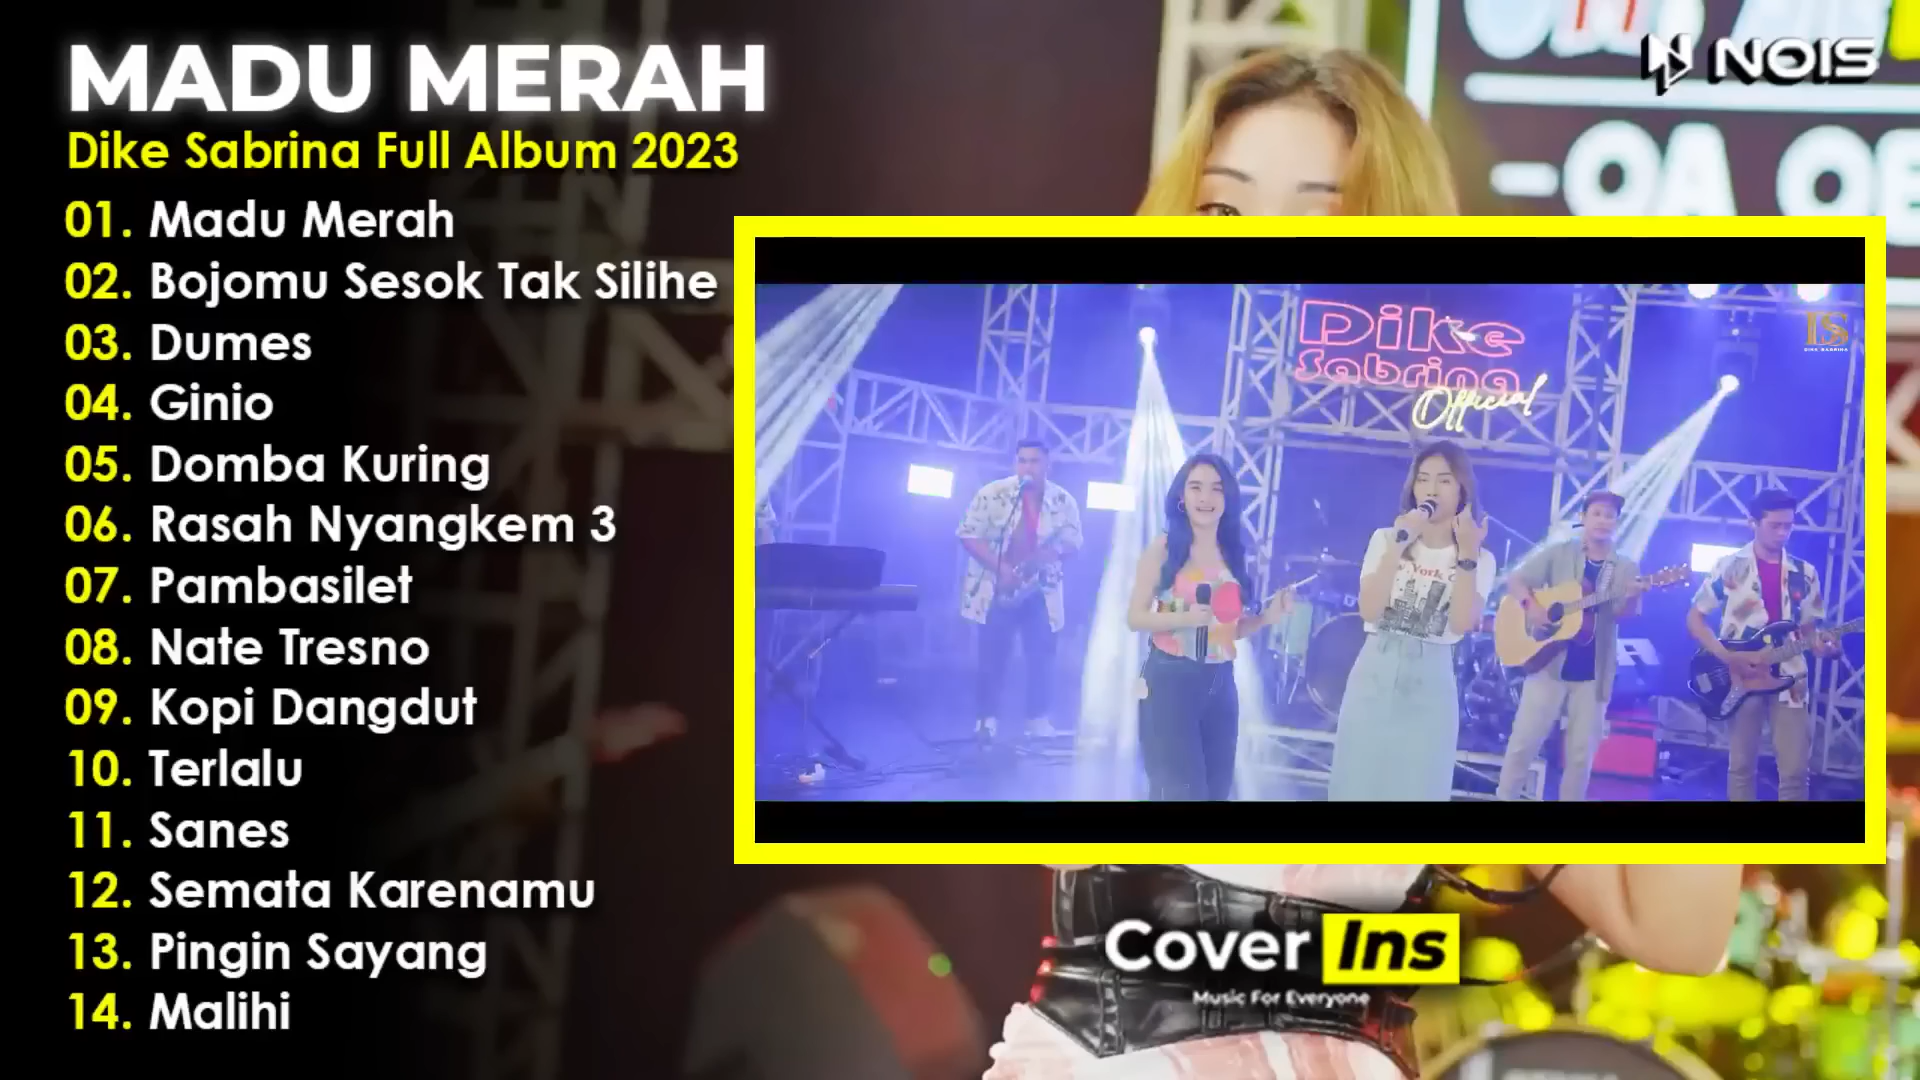 MADU MERAH
Dike Sabrina Full Album 2023
01. Madu Merah
02. Bojomu Sesok Tak Silihe
03. Dumes
04. Ginio
05. Domba Kuring
06. Rasah Nyangkem 3
07. Pambasilet
08. Nate Tresno
09. Kopi Dangdut
10. Terlalu
11. Sanes
12. Semata Karenamu
13. Pingin Sayang
14. Malihi
NOIS
Dike
Sabrina
Official
DIKE SABRINA
Cover Ins
Music For Everyone